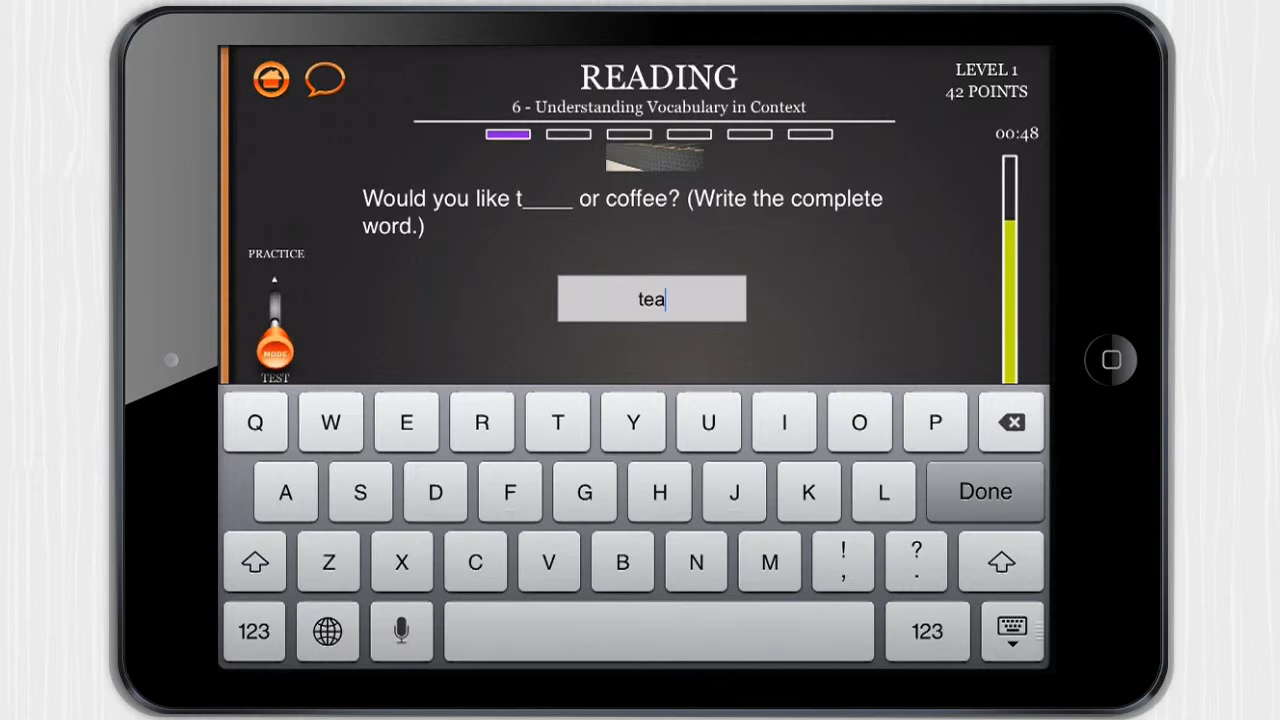 READING
6 - Understanding Vocabulary in Context
LEVEL 1
42 POINTS
00:48
Would you like t____ or coffee? (Write the complete
word.)
PRACTICE
MODE
TEST
tea
Q W E R T Y U I O P
A S D F G H J K L Done
Z X C V B N M ! , ? .
123 123